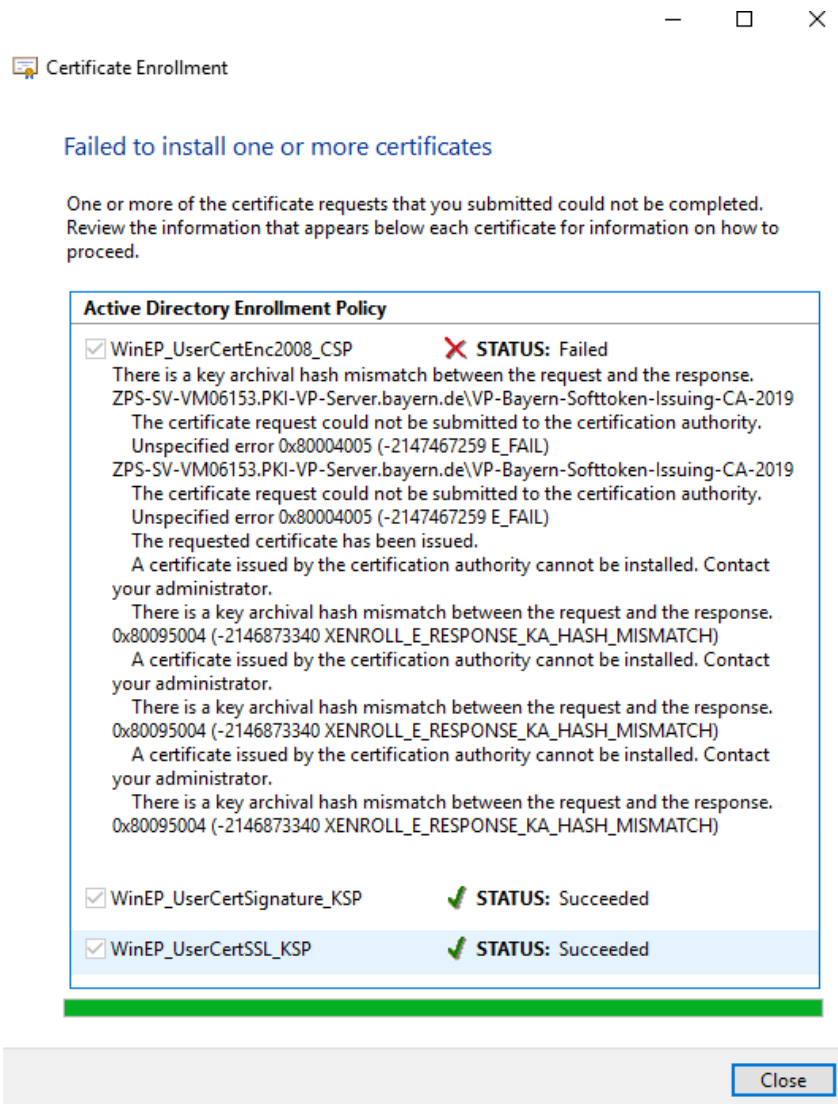 Certificate Enrollment
Failed to install one or more certificates
One or more of the certificate requests that you submitted could not be completed.
Review the information that appears below each certificate for information on how to
proceed.
Active Directory Enrollment Policy
WinEP_UserCertEnc2008_CSP STATUS: Failed
There is a key archival hash mismatch between the request and the response.
ZPS-SV-VM06153.PKI-VP-Server.bayern.de\VP-Bayern-Softtoken-Issuing-CA-2019
The certificate request could not be submitted to the certification authority.
Unspecified error 0x80004005 (-2147467259 E_FAIL)
ZPS-SV-VM06153.PKI-VP-Server.bayern.de\VP-Bayern-Softtoken-Issuing-CA-2019
The certificate request could not be submitted to the certification authority.
Unspecified error 0x80004005 (-2147467259 E_FAIL)
The requested certificate has been issued.
A certificate issued by the certification authority cannot be installed. Contact
your administrator.
There is a key archival hash mismatch between the request and the response.
0x80095004 (-2146873340 XENROLL_E_RESPONSE_KA_HASH_MISMATCH)
A certificate issued by the certification authority cannot be installed. Contact
your administrator.
There is a key archival hash mismatch between the request and the response.
0x80095004 (-2146873340 XENROLL_E_RESPONSE_KA_HASH_MISMATCH)
A certificate issued by the certification authority cannot be installed. Contact
your administrator.
There is a key archival hash mismatch between the request and the response.
0x80095004 (-2146873340 XENROLL_E_RESPONSE_KA_HASH_MISMATCH)
WinEP_UserCertSignature_KSP STATUS: Succeeded
WinEP_UserCertSSL_KSP STATUS: Succeeded
Close